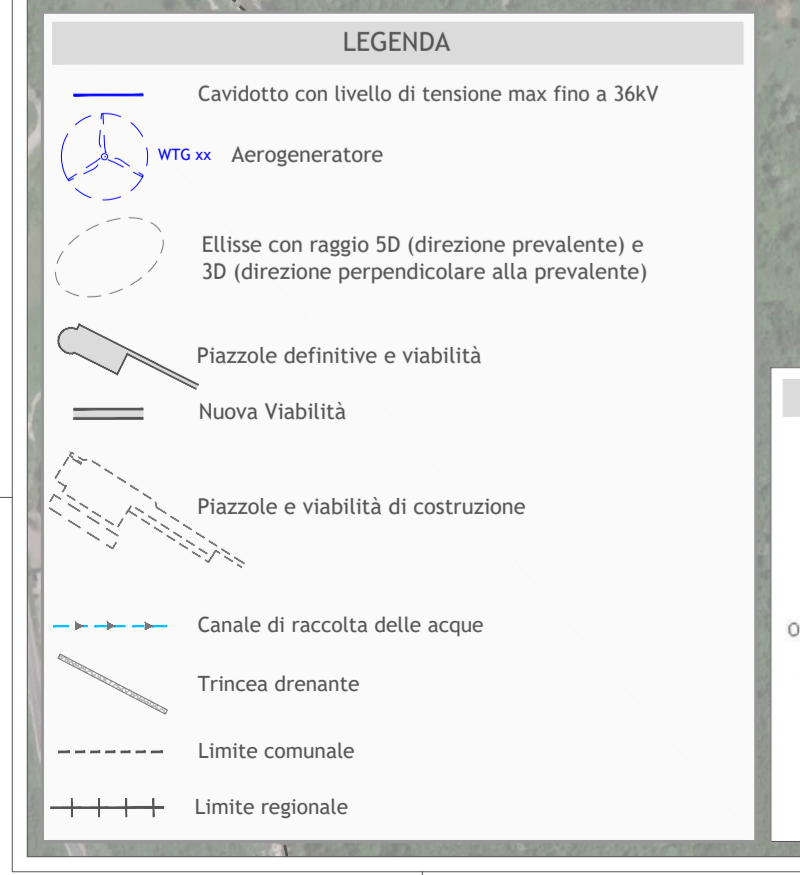 LEGENDA
Cavidotto con livello di tensione max fino a 36kV
WTG xx Aerogeneratore
Ellisse con raggio 5D (direzione prevalente) e
3D (direzione perpendicolare alla prevalente)
Piazzole definitive e viabilità
Nuova Viabilità
Piazzole e viabilità di costruzione
Canale di raccolta delle acque
Trincea drenante
Limite comunale
Limite regionale